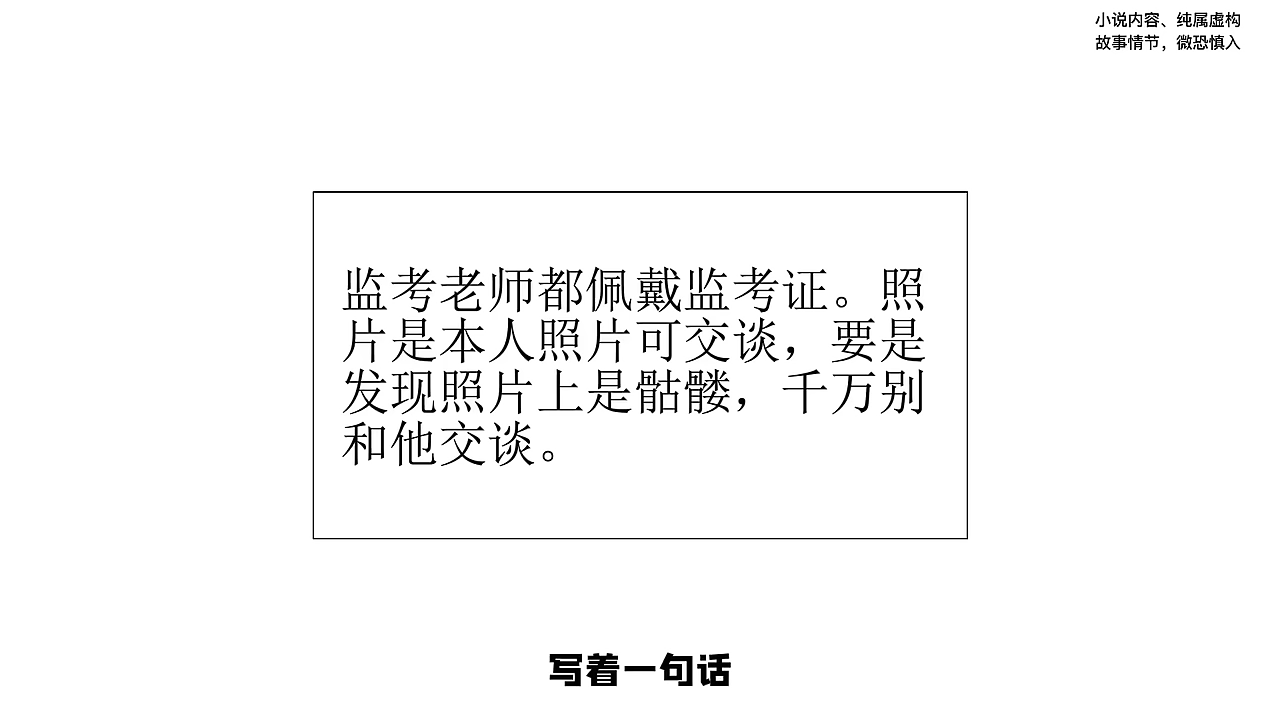 小说内容、纯属虚构
故事情节，微恐慎入
监考老师都佩戴监考证。照
片是本人照片可交谈，要是
发现照片上是骷髅，千万别
和他交谈。
写着一句话